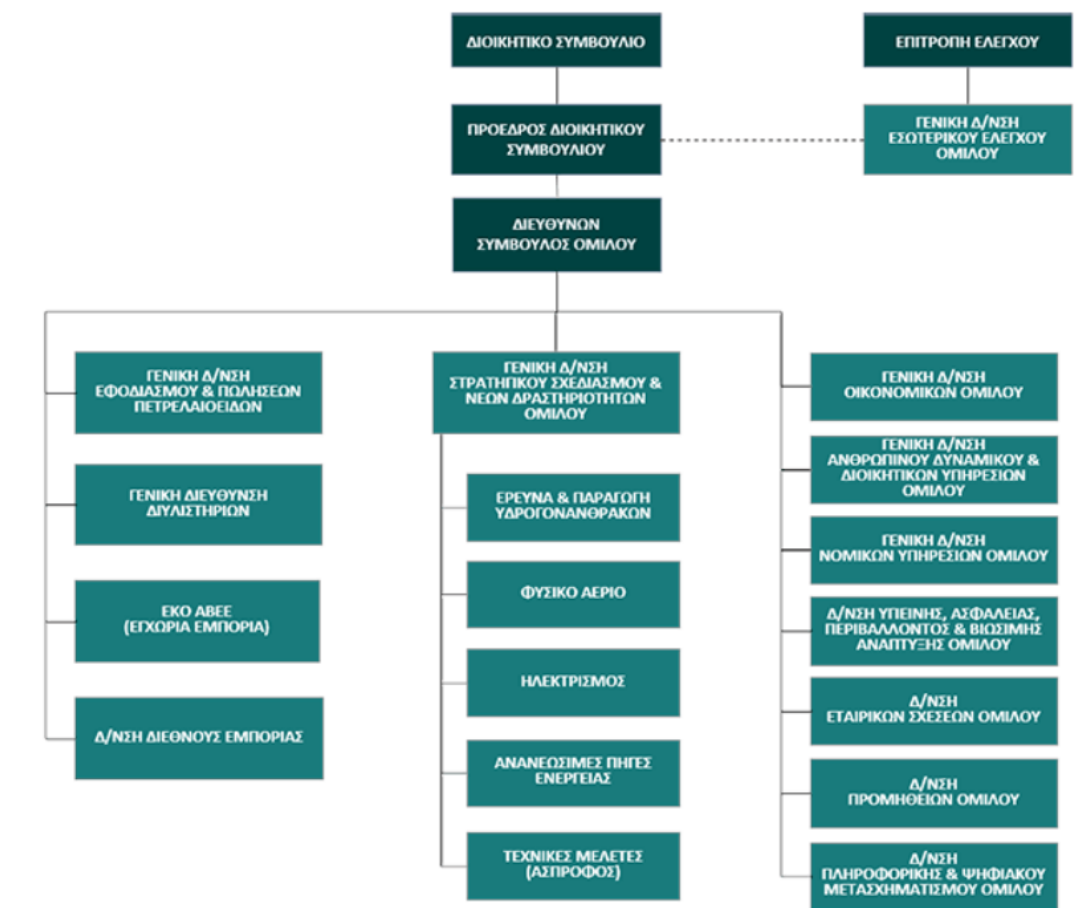 ΔΙΟΙΚΗΤΙΚΟ ΣΥΜΒΟΥΛΙΟ
ΕΠΙΤΡΟΠΗ ΕΛΕΓΧΟΥ
ΠΡΟΕΔΡΟΣ ΔΙΟΙΚΗΤΙΚΟΥ
ΣΥΜΒΟΥΛΙΟΥ
ΓΕΝΙΚΗ Δ/ΝΣΗ
ΕΣΩΤΕΡΙΚΟΥ ΕΛΕΓΧΟΥ
ΟΜΙΛΟΥ
ΔΙΕΥΘΥΝΩΝ
ΣΥΜΒΟΥΛΟΣ ΟΜΙΛΟΥ
ΓΕΝΙΚΗ Δ/ΝΣΗ
ΕΦΟΔΙΑΣΜΟΥ & ΠΩΛΗΣΕΩΝ
ΠΕΤΡΕΛΑΙΟΕΙΔΩΝ
ΓΕΝΙΚΗ ΔΙΕΥΘΥΝΣΗ
ΔΙΥΛΙΣΤΗΡΙΩΝ
ΕΚΟ ΑΒΕΕ
(ΕΓΧΩΡΙΑ ΕΜΠΟΡΙΑ)
Δ/ΝΣΗ ΔΙΕΘΝΟΥΣ ΕΜΠΟΡΙΑΣ
ΓΕΝΙΚΗ Δ/ΝΣΗ
ΣΤΡΑΤΗΓΙΚΟΥ ΣΧΕΔΙΑΣΜΟΥ &
ΝΕΩΝ ΔΡΑΣΤΗΡΙΟΤΗΤΩΝ
ΟΜΙΛΟΥ
ΕΡΕΥΝΑ & ΠΑΡΑΓΩΓΗ
ΥΔΡΟΓΟΝΑΝΘΡΑΚΩΝ
ΦΥΣΙΚΟ ΑΕΡΙΟ
ΗΛΕΚΤΡΙΣΜΟΣ
ΑΝΑΝΕΩΣΙΜΕΣ ΠΗΓΕΣ
ΕΝΕΡΓΕΙΑΣ
ΤΕΧΝΙΚΕΣ ΜΕΛΕΤΕΣ
(ΑΣΠΡΟΦΟΣ)
ΓΕΝΙΚΗ Δ/ΝΣΗ
ΟΙΚΟΝΟΜΙΚΩΝ ΟΜΙΛΟΥ
ΓΕΝΙΚΗ Δ/ΝΣΗ
ΑΝΘΡΩΠΙΝΟΥ ΔΥΝΑΜΙΚΟΥ &
ΔΙΟΙΚΗΤΙΚΩΝ ΥΠΗΡΕΣΙΩΝ
ΟΜΙΛΟΥ
ΓΕΝΙΚΗ Δ/ΝΣΗ
ΝΟΜΙΚΩΝ ΥΠΗΡΕΣΙΩΝ ΟΜΙΛΟΥ
Δ/ΝΣΗ ΥΓΙΕΙΝΗΣ, ΑΣΦΑΛΕΙΑΣ,
ΠΕΡΙΒΑΛΛΟΝΤΟΣ & ΒΙΩΣΙΜΗΣ
ΑΝΑΠΤΥΞΗΣ ΟΜΙΛΟΥ
Δ/ΝΣΗ
ΕΤΑΙΡΙΚΩΝ ΣΧΕΣΕΩΝ ΟΜΙΛΟΥ
Δ/ΝΣΗ
ΠΡΟΜΗΘΕΙΩΝ ΟΜΙΛΟΥ
Δ/ΝΣΗ
ΠΛΗΡΟΦΟΡΙΚΗΣ & ΨΗΦΙΑΚΟΥ
ΜΕΤΑΣΧΗΜΑΤΙΣΜΟΥ ΟΜΙΛΟΥ